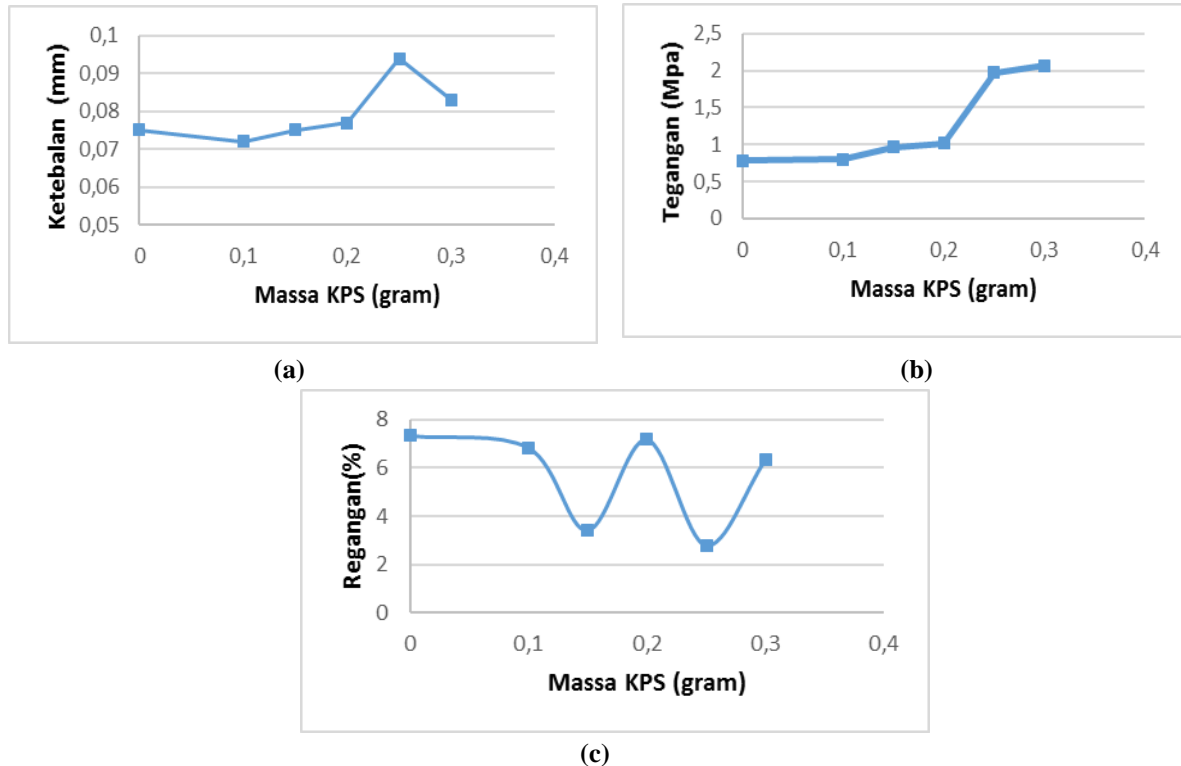 0,1
0,09
0,08
0,07
0,06
0,05
Ketebalan (mm)
0 0,1 0,2 0,3 0,4
Massa KPS (gram)
(a)
2,5
2
1,5
1
0,5
0
Tegangan (Mpa)
0 0,1 0,2 0,3 0,4
Massa KPS (gram)
(b)
8
6
4
2
0
Regangan(%)
0 0,1 0,2 0,3 0,4
Massa KPS (gram)
(c)